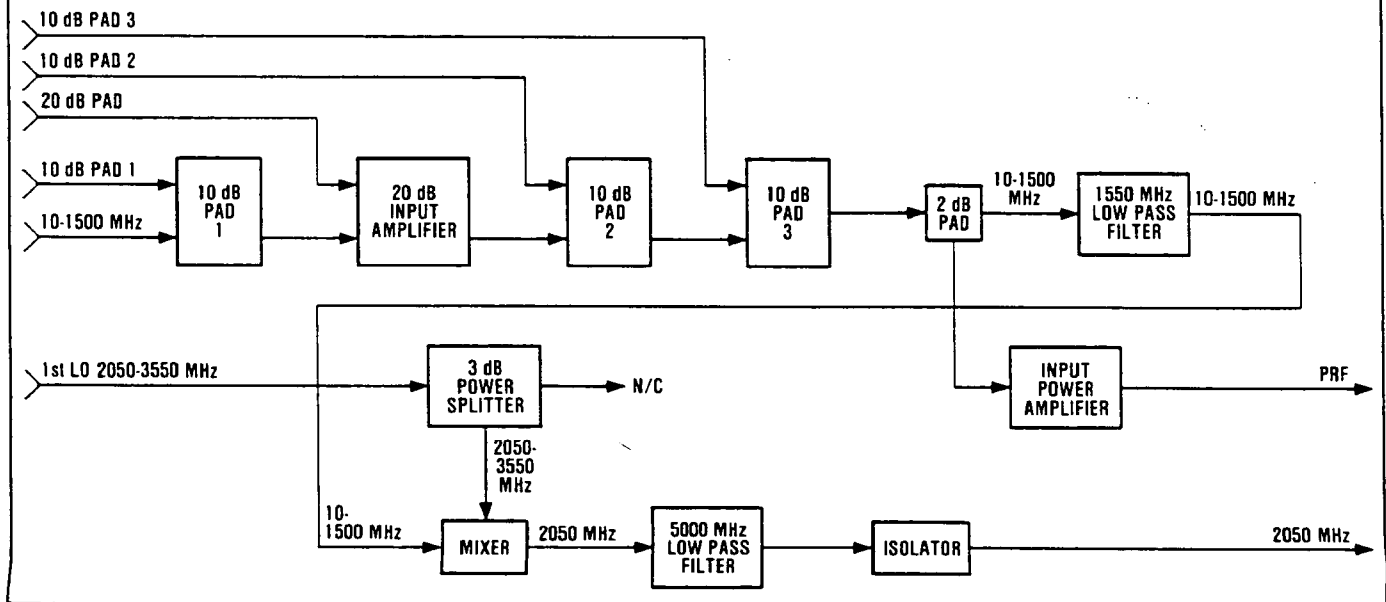 10 dB PAD 3
10 dB PAD 2
20 dB PAD
10 dB PAD 1
10-1500 MHz
10 dB
PAD
1
20 dB
INPUT
AMPLIFIER
10 dB
PAD
2
10 dB
PAD
3
2 dB
PAD
10-1500
MHz
1550 MHz
LOW PASS
FILTER
10-1500 MHz
1st LO 2050-3550 MHz
3 dB
POWER
SPLITTER
N/C
INPUT
POWER
AMPLIFIER
PRF
2050-
3550
MHz
10-
1500 MHz
MIXER
2050 MHz
5000 MHz
LOW PASS
FILTER
ISOLATOR
2050 MHz